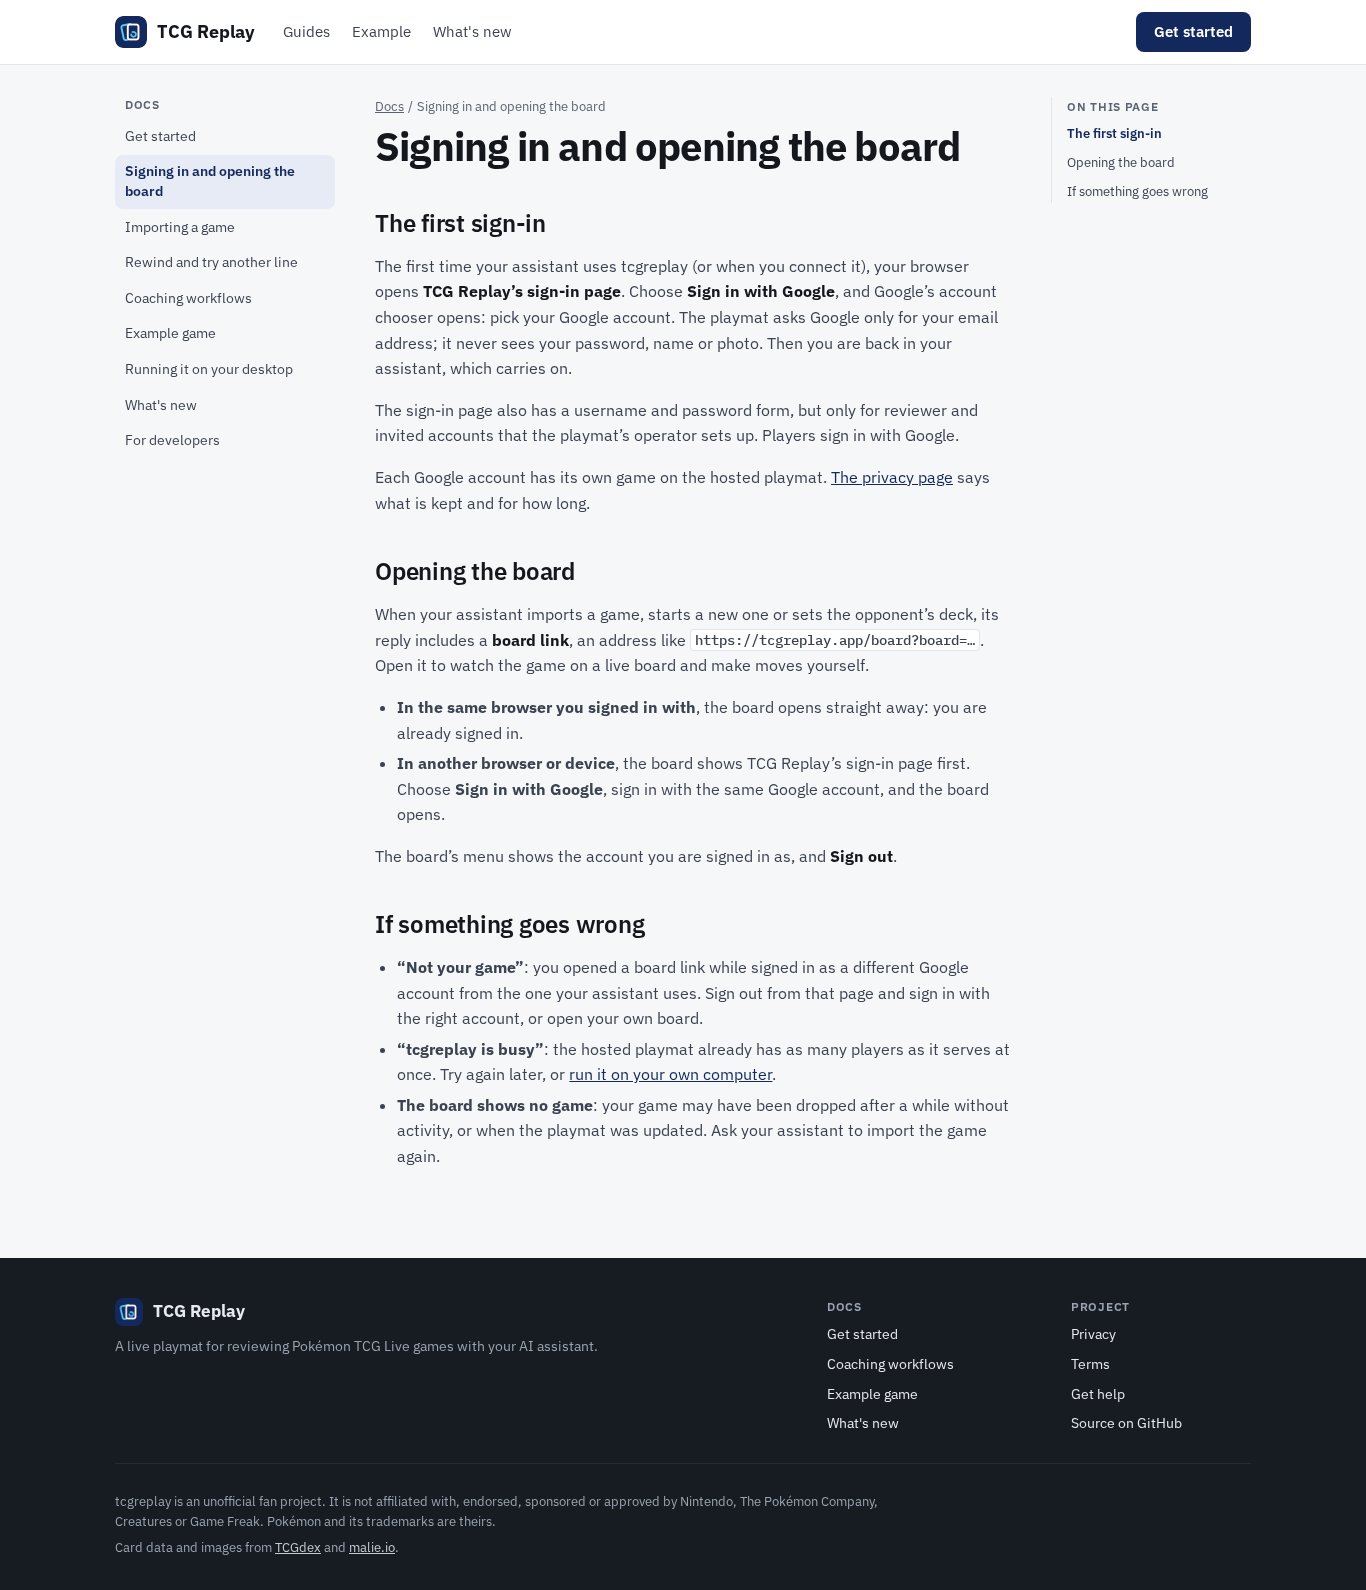 TCG Replay
Guides
Example
What's new
Get started
DOCS
Get started
Signing in and opening the
board
Importing a game
Rewind and try another line
Coaching workflows
Example game
Running it on your desktop
What's new
For developers
Docs / Signing in and opening the board
Signing in and opening the board
The first sign-in
The first time your assistant uses tcgreplay (or when you connect it), your browser
opens TCG Replay’s sign-in page. Choose Sign in with Google, and Google’s account
chooser opens: pick your Google account. The playmat asks Google only for your email
address; it never sees your password, name or photo. Then you are back in your
assistant, which carries on.
The sign-in page also has a username and password form, but only for reviewer and
invited accounts that the playmat’s operator sets up. Players sign in with Google.
Each Google account has its own game on the hosted playmat. The privacy page says
what is kept and for how long.
Opening the board
When your assistant imports a game, starts a new one or sets the opponent’s deck, its
reply includes a board link, an address like https://tcgreplay.app/board?board=….
Open it to watch the game on a live board and make moves yourself.
• In the same browser you signed in with, the board opens straight away: you are
already signed in.
• In another browser or device, the board shows TCG Replay’s sign-in page first.
Choose Sign in with Google, sign in with the same Google account, and the board
opens.
The board’s menu shows the account you are signed in as, and Sign out.
If something goes wrong
• “Not your game”: you opened a board link while signed in as a different Google
account from the one your assistant uses. Sign out from that page and sign in with
the right account, or open your own board.
• “tcgreplay is busy”: the hosted playmat already has as many players as it serves at
once. Try again later, or run it on your own computer.
• The board shows no game: your game may have been dropped after a while without
activity, or when the playmat was updated. Ask your assistant to import the game
again.
ON THIS PAGE
The first sign-in
Opening the board
If something goes wrong
TCG Replay
A live playmat for reviewing Pokémon TCG Live games with your AI assistant.
DOCS
Get started
Coaching workflows
Example game
What's new
PROJECT
Privacy
Terms
Get help
Source on GitHub
tcgreplay is an unofficial fan project. It is not affiliated with, endorsed, sponsored or approved by Nintendo, The Pokémon Company,
Creatures or Game Freak. Pokémon and its trademarks are theirs.
Card data and images from TCGdex and malie.io.